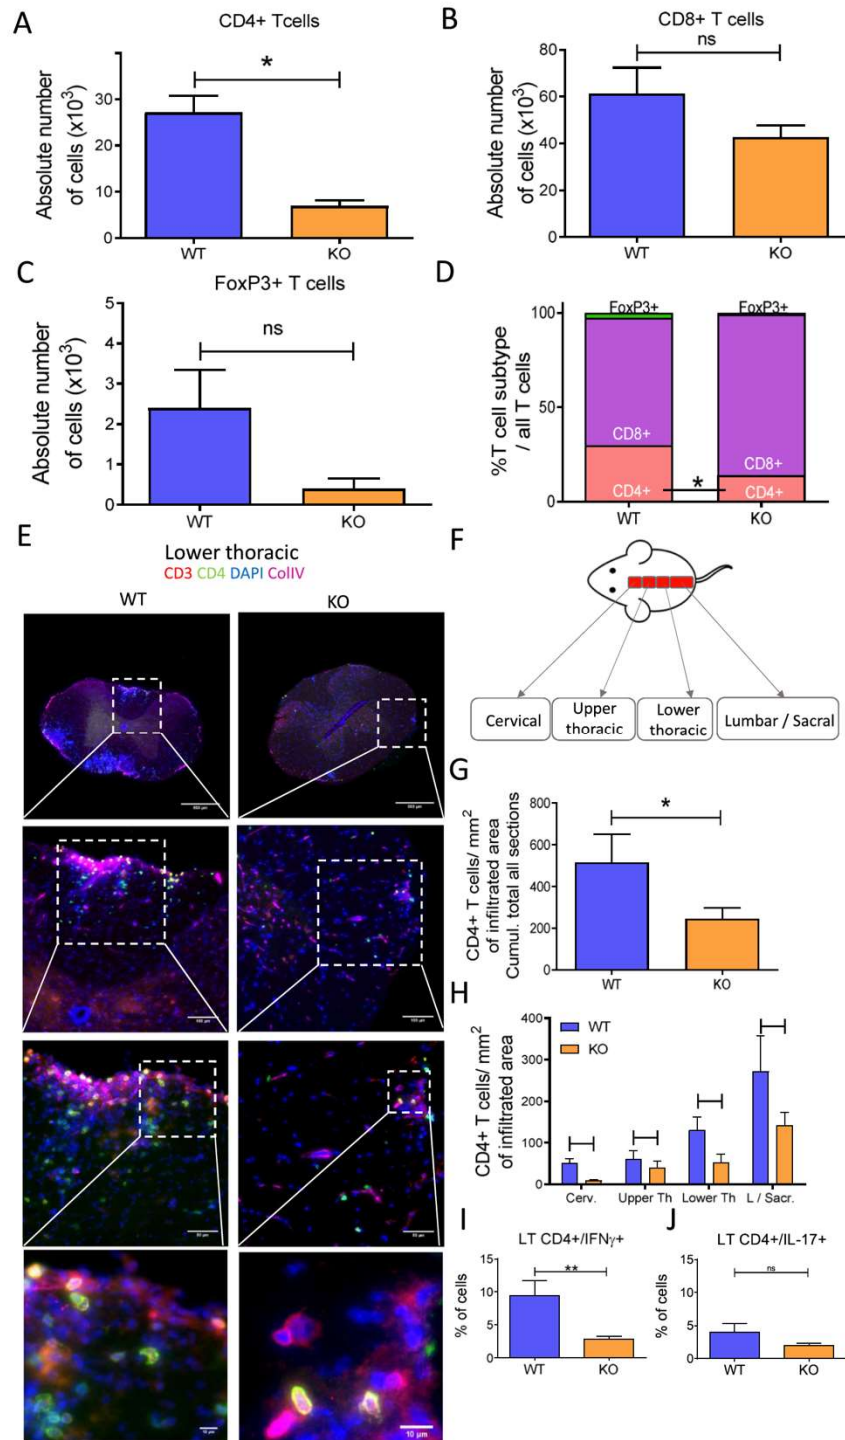 A
CD4+ Tcells
Absolute number
of cells (x10³)
30
20
10
0
*
WT
KO
B
CD8+ T cells
Absolute number
of cells (x10³)
80
60
40
20
0
ns
WT
KO
C
FoxP3+ T cells
Absolute number
of cells (x10³)
5
4
3
2
1
0
ns
WT
KO
D
%T cell subtype
/ all T cells
100
50
0
FoxP3+
FoxP3+
CD8+
CD8+
CD4+
*
CD4+
WT
KO
E
Lower thoracic
CD3 CD4 DAPI ColIV
WT
KO
10 µm
10 µm
F
Cervical
Upper
thoracic
Lower
thoracic
Lumbar / Sacral
G
CD4+ T cells/ mm²
of infiltrated area
Cumul. total all sections
800
600
400
200
0
*
WT
KO
H
CD4+ T cells/ mm²
of infiltrated area
400
300
200
100
0
WT
KO
Cerv.
Upper Th
Lower Th
L / Sacr.
I
LT CD4+/IFNγ+
% of cells
15
10
5
0
**
WT
KO
J
LT CD4+/IL-17+
% of cells
15
10
5
0
ns
WT
KO